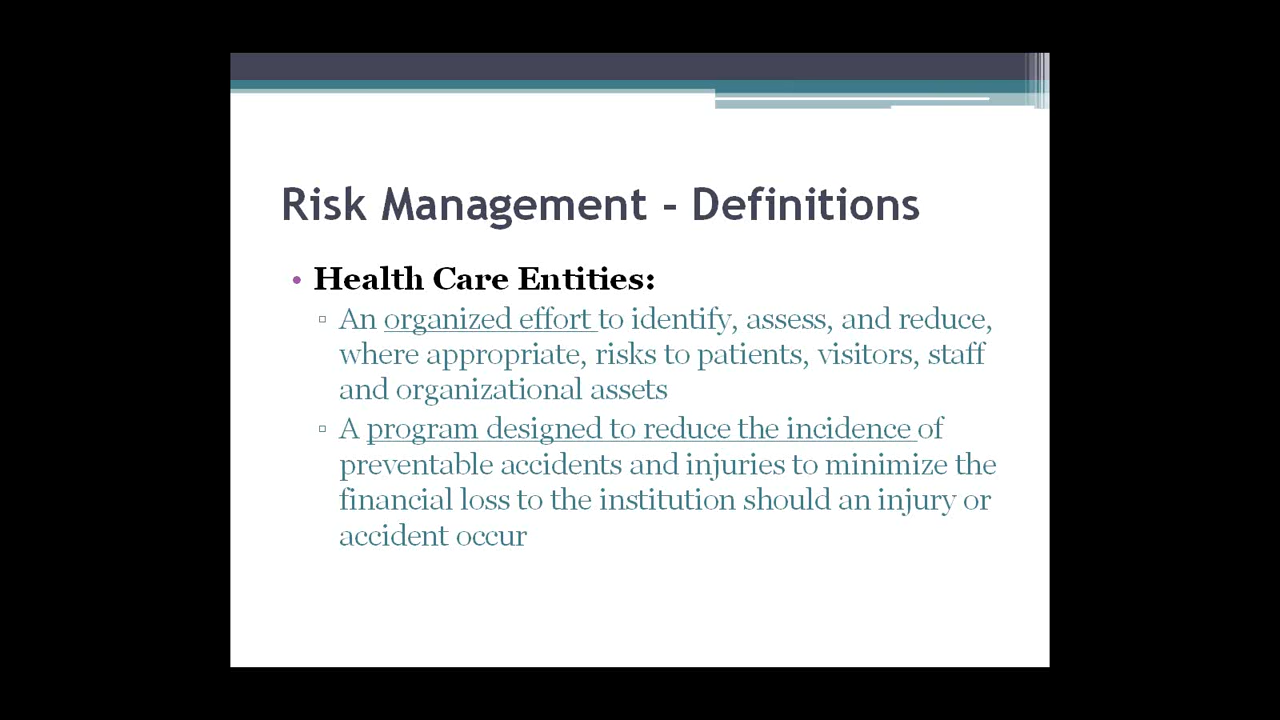 Risk Management - Definitions
• Health Care Entities:
▫ An organized effort to identify, assess, and reduce,
where appropriate, risks to patients, visitors, staff
and organizational assets
▫ A program designed to reduce the incidence of
preventable accidents and injuries to minimize the
financial loss to the institution should an injury or
accident occur